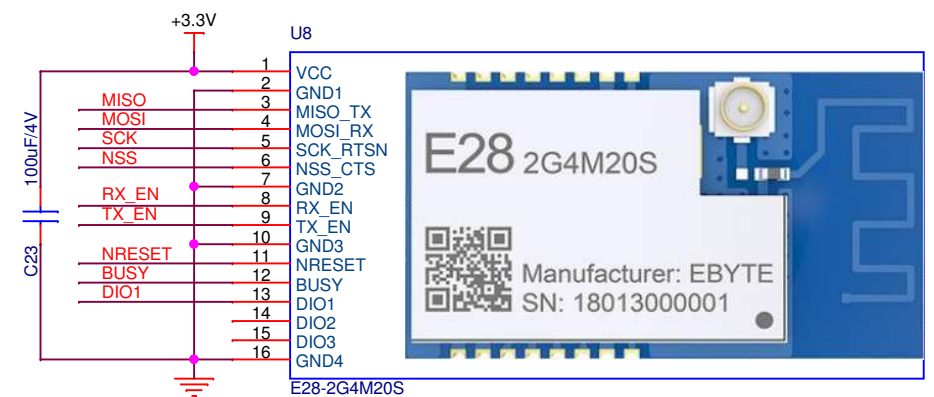 +3.3V
U8
1 VCC
2 GND1
MISO 3 MISO_TX
MOSI 4 MOSI_RX
SCK 5 SCK_RTSN
NSS 6 NSS_CTS
7 GND2
RX_EN 8 RX_EN
TX_EN 9 TX_EN
10 GND3
NRESET 11 NRESET
BUSY 12 BUSY
DIO1 13 DIO1
14 DIO2
15 DIO3
16 GND4
100uF/4V
C23
E28 2G4M20S
Manufacturer: EBYTE
SN: 18013000001
E28-2G4M20S